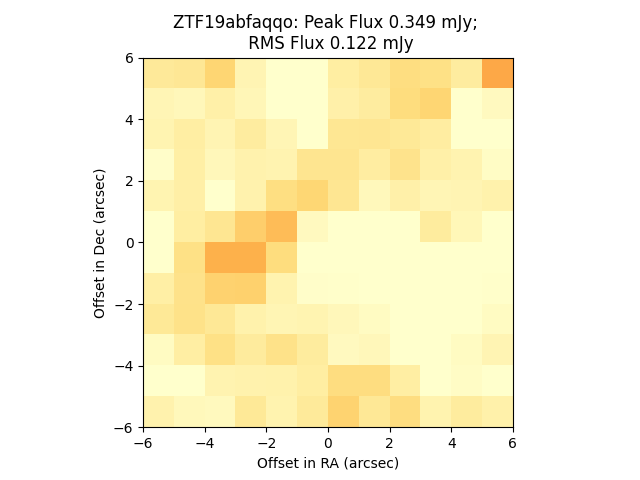 ZTF19abfaqqo: Peak Flux 0.349 mJy;
RMS Flux 0.122 mJy
6
4
2
0
−2
−4
−6
Offset in Dec (arcsec)
−6 −4 −2 0 2 4 6
Offset in RA (arcsec)